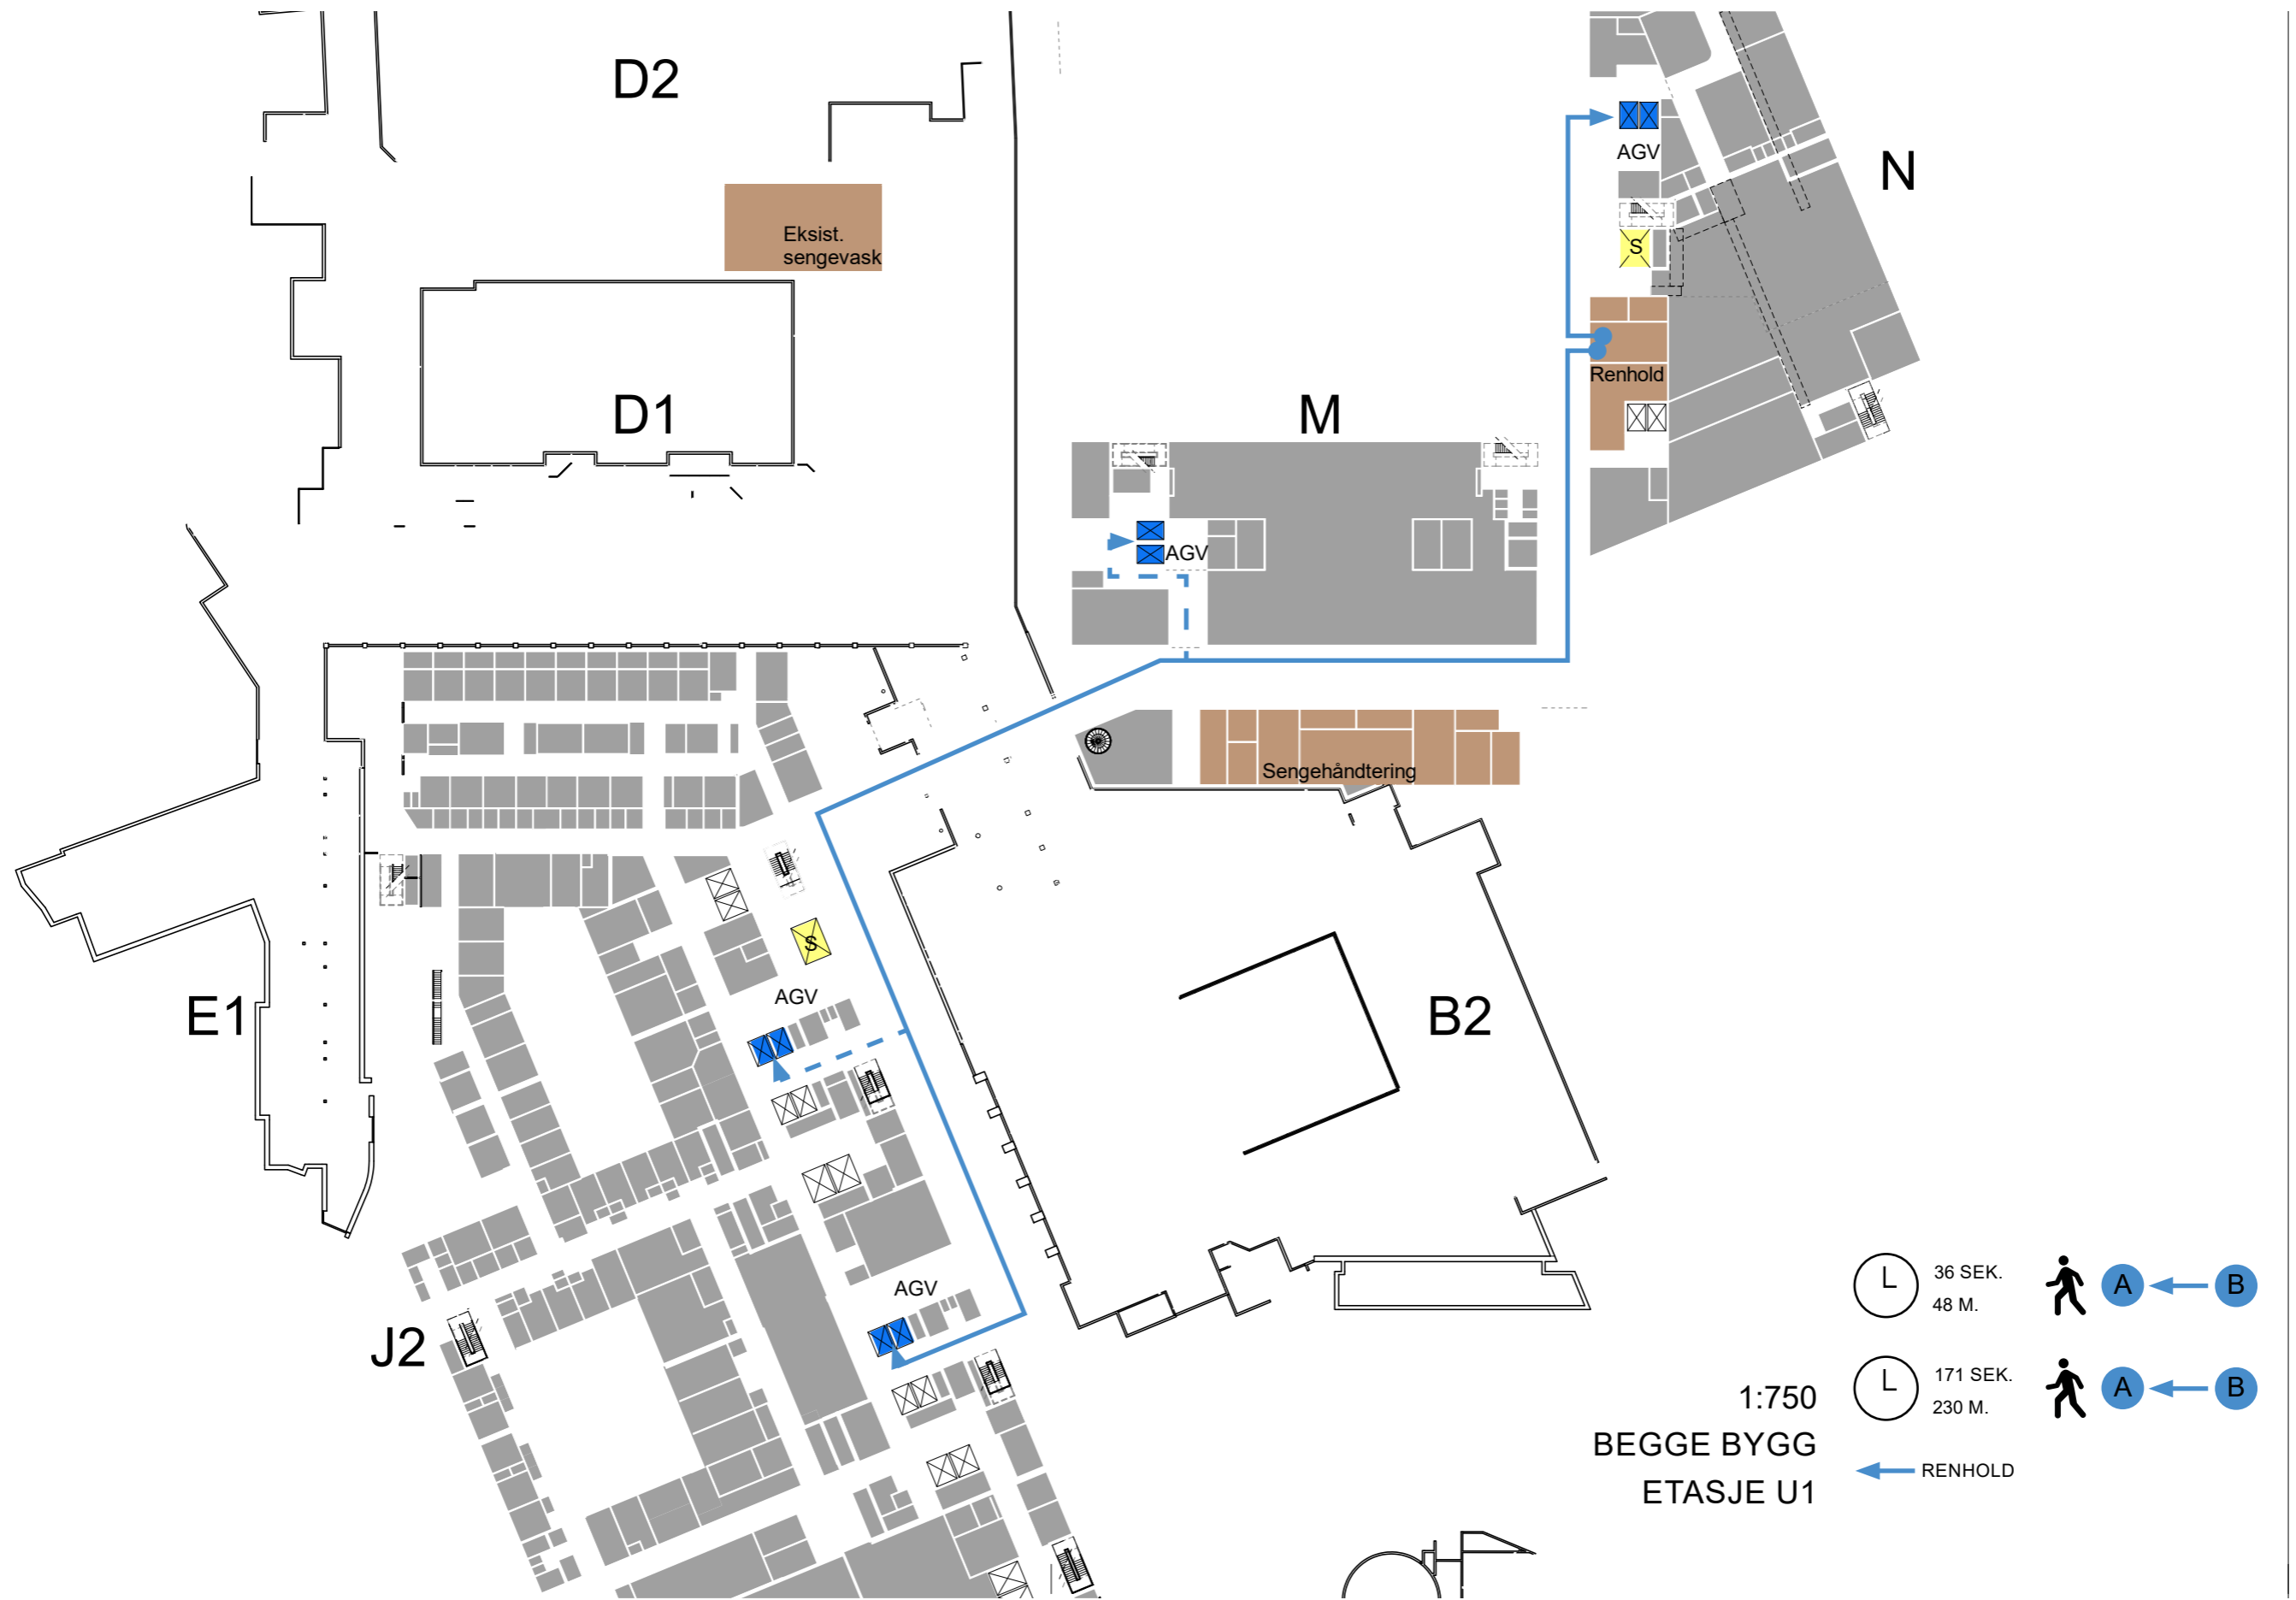 D2
AGV
N
Eksist.
sengevask
S
Renhold
D1
M
AGV
Sengehåndtering
S
AGV
E1
B2
AGV
J2
L
36 SEK.
48 M.
A
B
L
171 SEK.
230 M.
A
B
1:750
BEGGE BYGG
ETASJE U1
RENHOLD